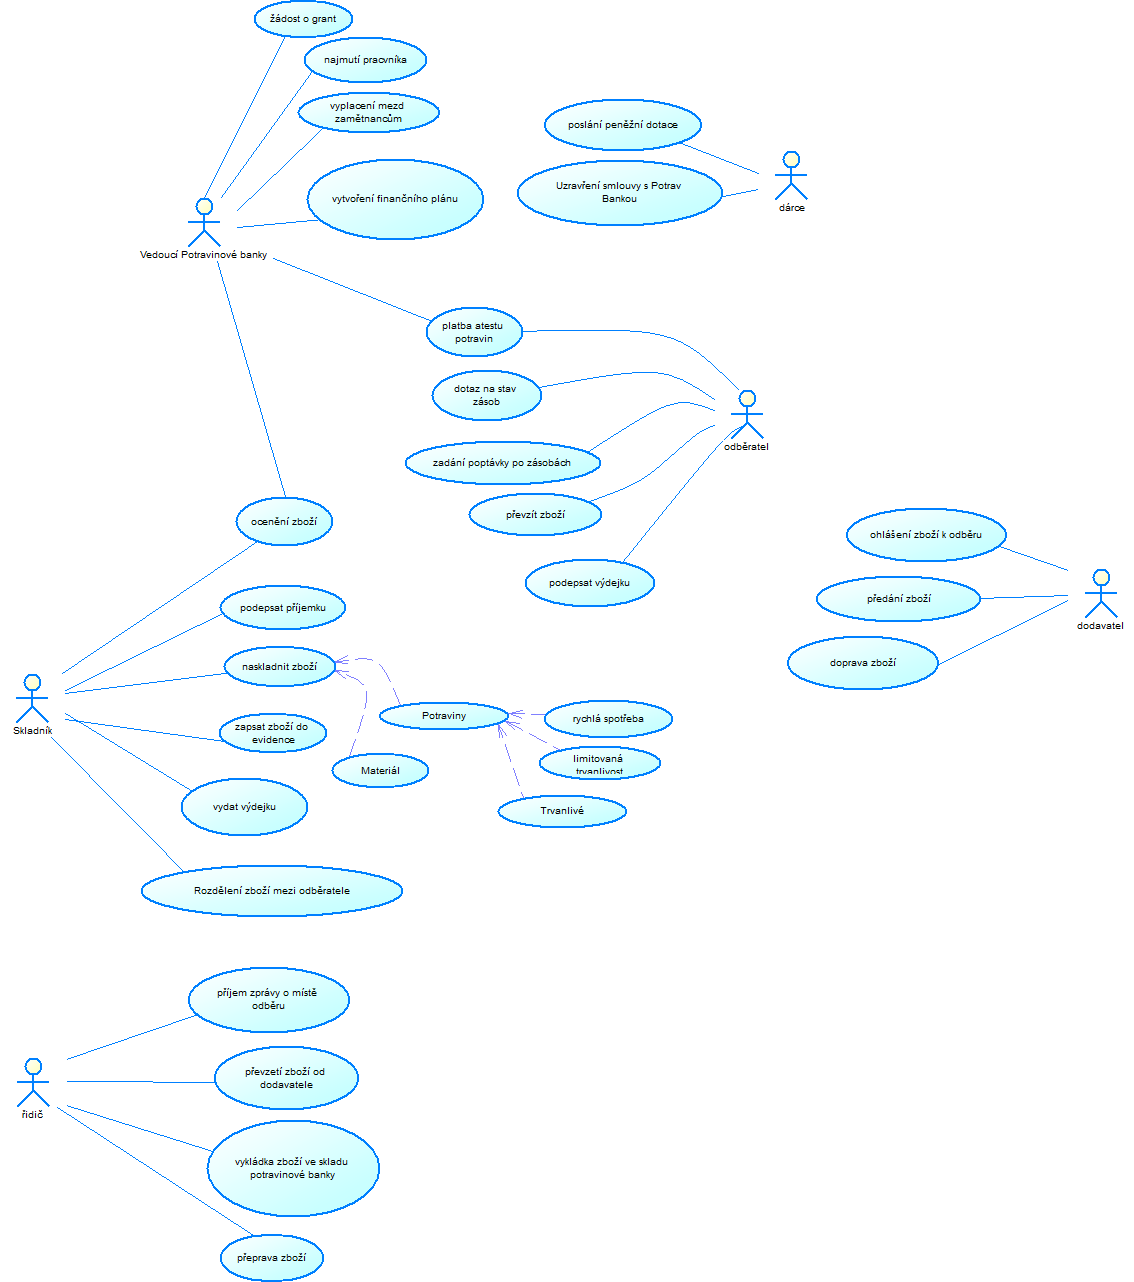 žádost o grant
najmutí pracvníka
vyplacení mezd
zamětnancům
vytvoření finančního plánu
Vedoucí Potravinové banky
poslání peněžní dotace
Uzravření smlouvy s Potrav
Bankou
dárce
platba atestu
potravin
dotaz na stav
zásob
zadání poptávky po zásobách
převzít zboží
podepsat výdejku
odběratel
ohlášení zboží k odběru
předání zboží
doprava zboží
dodavatel
ocenění zboží
podepsat příjemku
naskladnit zboží
zapsat zboží do
evidence
vydat výdejku
Rozdělení zboží mezi odběratele
Skladník
Potraviny
Materiál
rychlá spotřeba
limitovaná
trvanlivost
Trvanlivé
příjem zprávy o místě
odběru
převzetí zboží od
dodavatele
vykládka zboží ve skladu
potravinové banky
přeprava zboží
řidič